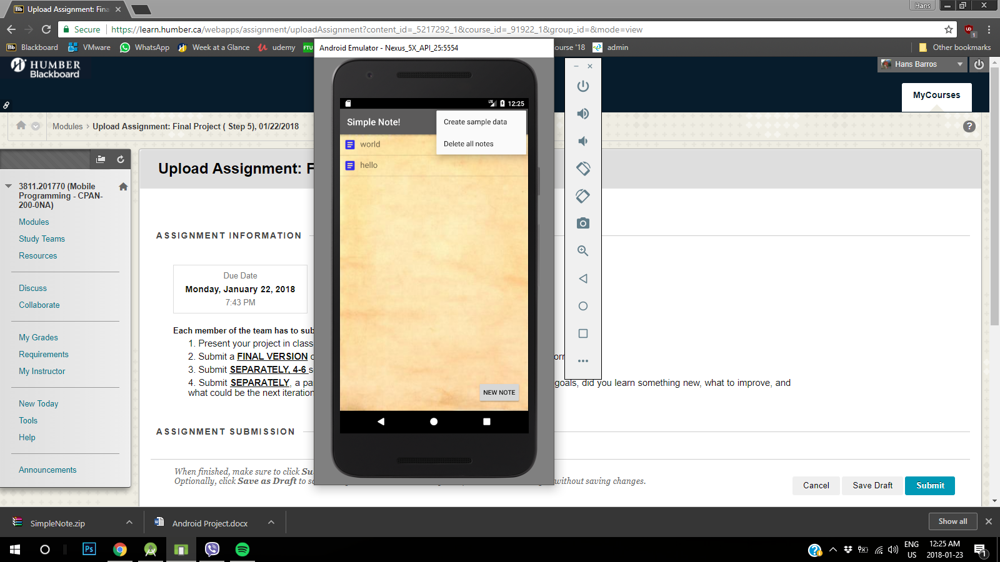 Upload Assignment: Fina
Hans
Secure
https://learn.humber.ca/webapps/assignment/uploadAssignment?content_id=_5217292_1&course_id=_91922_1&group_id=&mode=view
Blackboard
VMware
WhatsApp
Week at a Glance
udemy
FTU
ourse '18
admin
Other bookmarks
Android Emulator - Nexus_5X_API_25:5554
HUMBER
Blackboard
Hans Barros
MyCourses
Modules › Upload Assignment: Final Project ( Step 5), 01/22/2018
LTE
12:25
Simple Note!
Create sample data
Delete all notes
world
hello
NEW NOTE
Upload Assignment: F
3811.201770 (Mobile
Programming - CPAN-
200-0NA)
Modules
Study Teams
Resources
Discuss
Collaborate
My Grades
Requirements
My Instructor
New Today
Tools
Help
Announcements
ASSIGNMENT INFORMATION
Due Date
Monday, January 22, 2018
7:43 PM
Each member of the team has to sub
1. Present your project in class
2. Submit a FINAL VERSION
3. Submit SEPARATELY, 4-6 s
4. Submit SEPARATELY, a pa goals, did you learn something new, what to improve, and
what could be the next iteration
ASSIGNMENT SUBMISSION
When finished, make sure to click Su
Optionally, click Save as Draft to s without saving changes.
Cancel
Save Draft
Submit
SimpleNote.zip
Android Project.docx
Show all
Ps
ENG
US
12:25 AM
2018-01-23
1